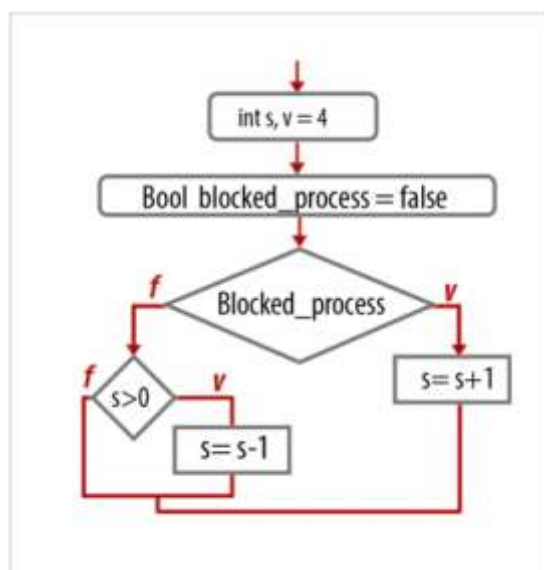 int s, v = 4
Bool blocked_process = false
f
Blocked_process
v
f
s>0
v
s= s+1
s= s-1